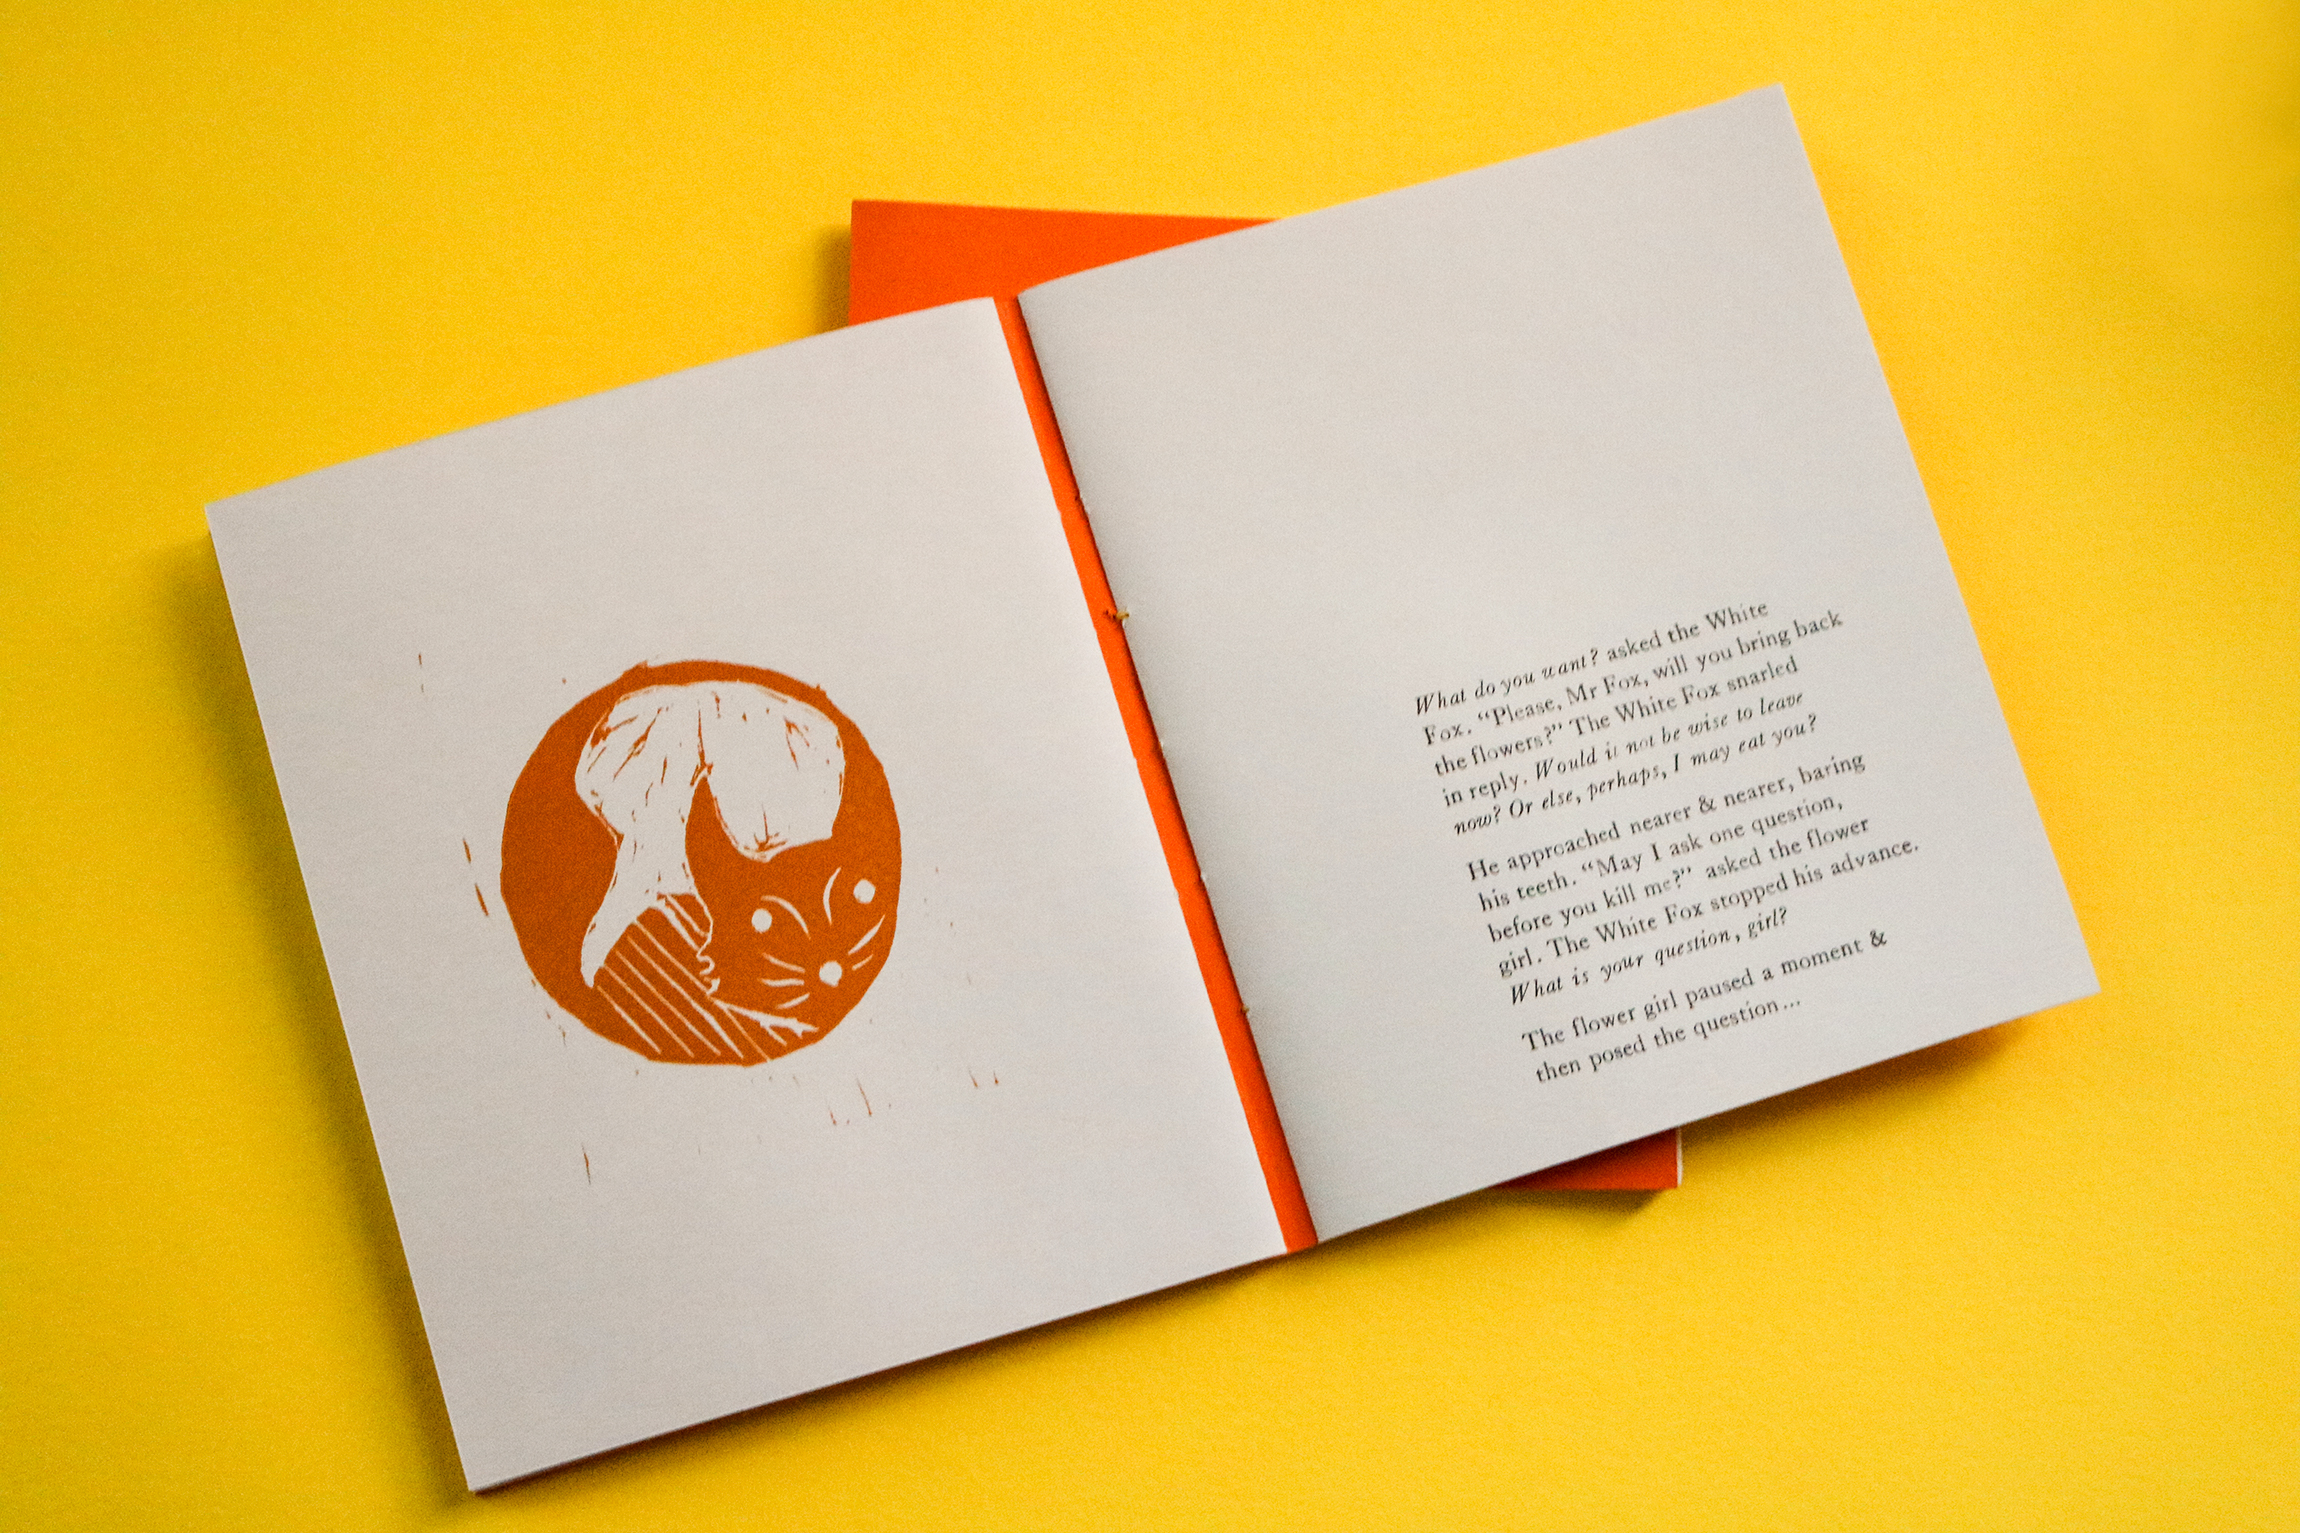 What do you want? asked the White
Fox. “Please, Mr Fox, will you bring back
the flowers?” The White Fox snarled
in reply. Would it not be wise to leave
now? Or else, perhaps, I may eat you?
He approached nearer & nearer, baring
his teeth. “May I ask one question,
before you kill me?” asked the flower
girl. The White Fox stopped his advance.
What is your question, girl?
The flower girl paused a moment &
then posed the question...